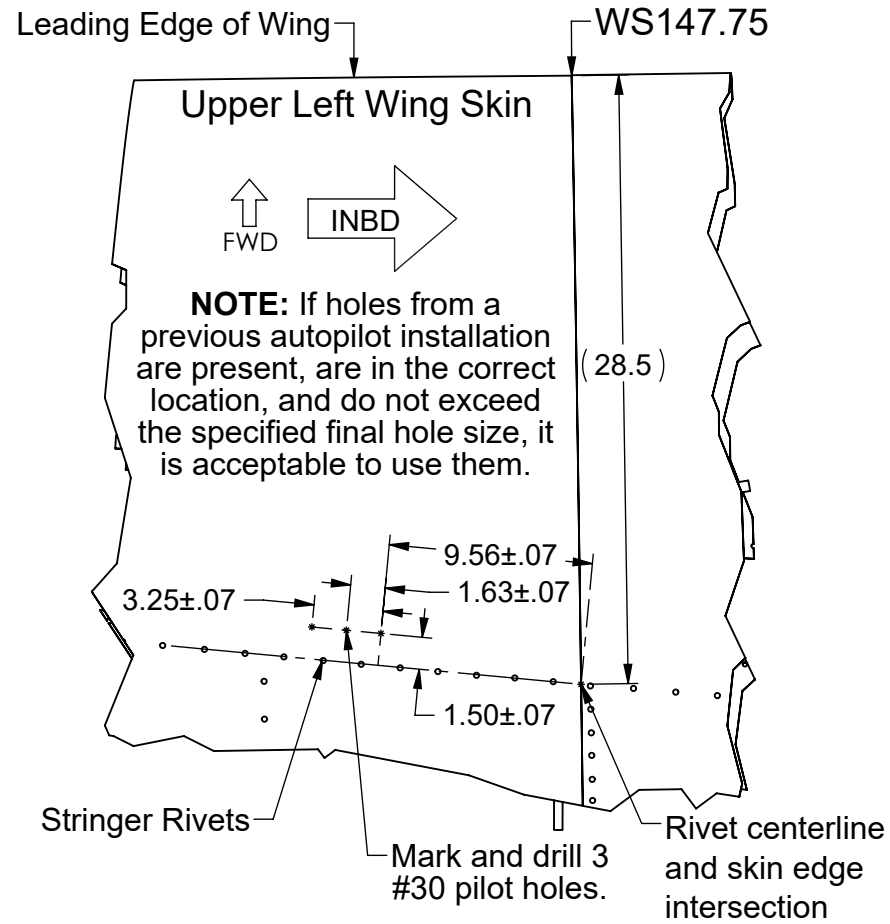 Leading Edge of Wing
WS147.75
Upper Left Wing Skin
FWD
INBD
NOTE: If holes from a
previous autopilot installation
are present, are in the correct
location, and do not exceed
the specified final hole size, it
is acceptable to use them.
(28.5)
9.56±.07
1.63±.07
3.25±.07
1.50±.07
Stringer Rivets
Mark and drill 3
#30 pilot holes.
Rivet centerline
and skin edge
intersection